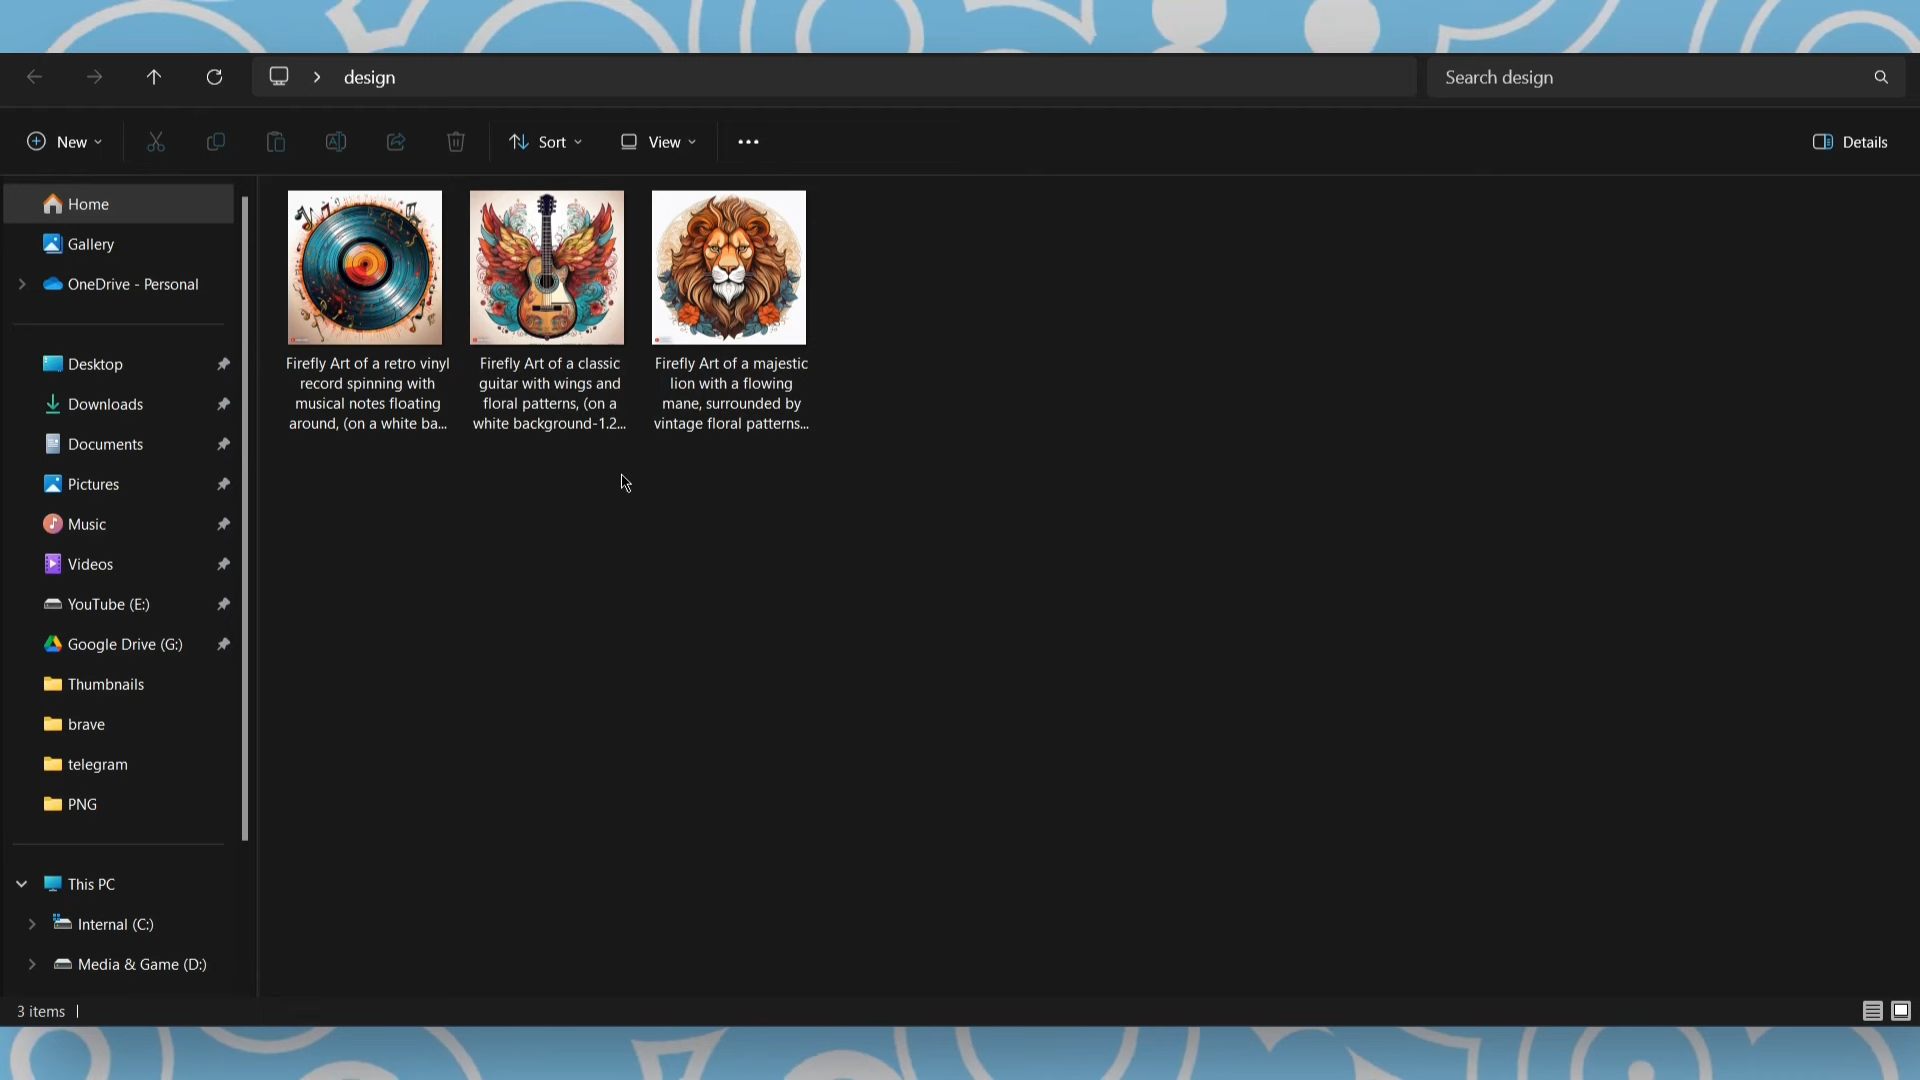 design
Search design
New
Sort
View
Details
Home
Gallery
OneDrive - Personal
Desktop
Downloads
Documents
Pictures
Music
Videos
YouTube (E:)
Google Drive (G:)
Thumbnails
brave
telegram
PNG
This PC
Internal (C:)
Media & Game (D:)
Firefly Art of a retro vinyl
record spinning with
musical notes floating
around, (on a white ba...
Firefly Art of a classic
guitar with wings and
floral patterns, (on a
white background-1.2...
Firefly Art of a majestic
lion with a flowing
mane, surrounded by
vintage floral patterns...
3 items